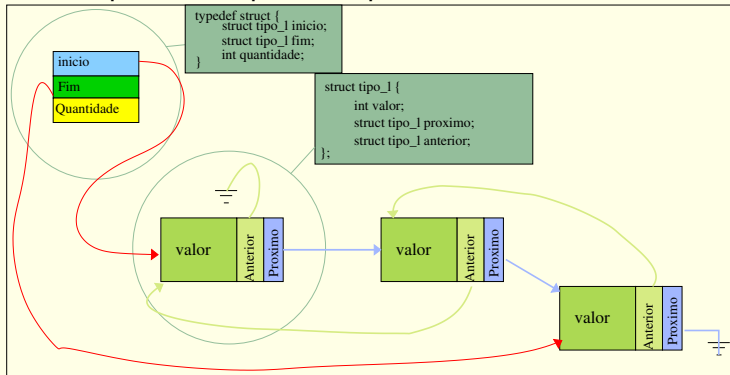 typedef struct {
struct tipo_l inicio;
struct tipo_l fim;
int quantidade;
}
inicio
Fim
Quantidade
struct tipo_l {
int valor;
struct tipo_l proximo;
struct tipo_l anterior;
};
valor
Anterior
Proximo
valor
Anterior
Proximo
valor
Anterior
Proximo